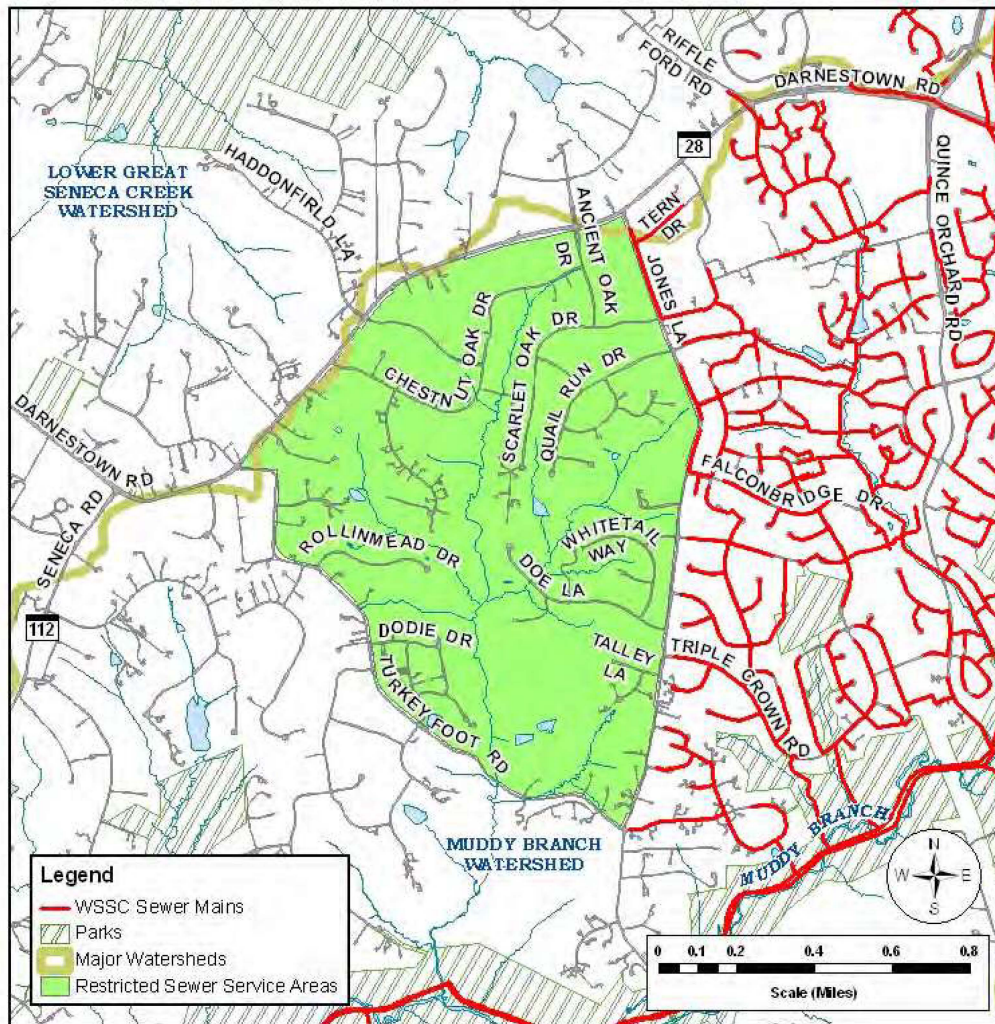 RIFFLE
FORD RD
DARNESTOWN RD
28
LOWER GREAT
SENECA CREEK
WATERSHED
HADDONFIRLD LA
ANCIENT OAK
DR
TERN
DR
QUINCE ORCHARD RD
JONES LA
CHESTNUT OAK DR
SCARLET OAK DR
QUAIL RUN DR
DARNESTOWN RD
SENECA RD
112
FALCONBRIDGE DR
ROLLINMEAD DR
WHITETAIL
WAY
DOE LA
DODIE DR
TALLEY
LA
TRIPLE CROWN RD
TURKEY FOOT RD
MUDDY BRANCH
WATERSHED
MUDDY BRANCH
N
W E
S
Legend
WSSC Sewer Mains
Parks
Major Watersheds
Restricted Sewer Service Areas
0 0.1 0.2 0.4 0.6 0.8
Scale (Miles)